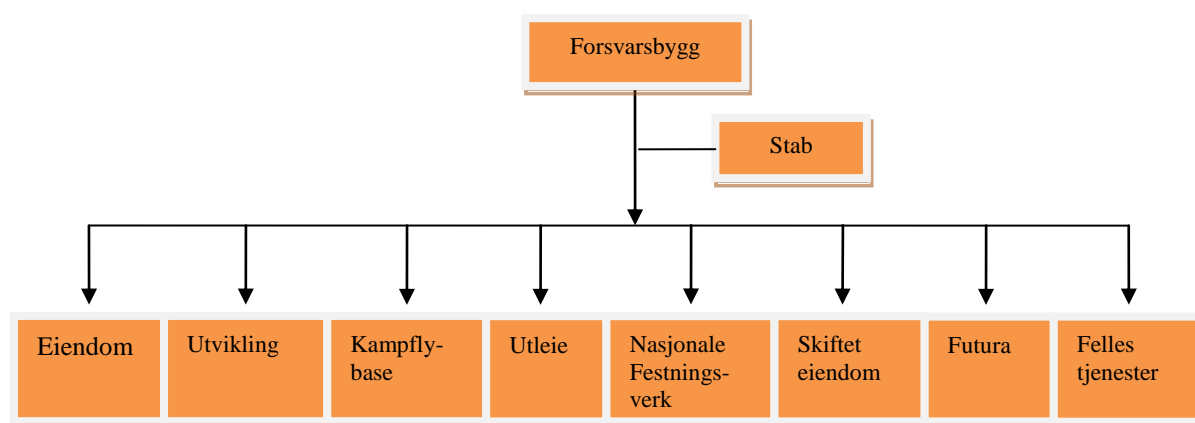 Forsvarsbygg
Stab
Eiendom
Utvikling
Kampfly-
base
Utleie
Nasjonale
Festnings-
verk
Skiftet
eiendom
Futura
Felles
tjenester